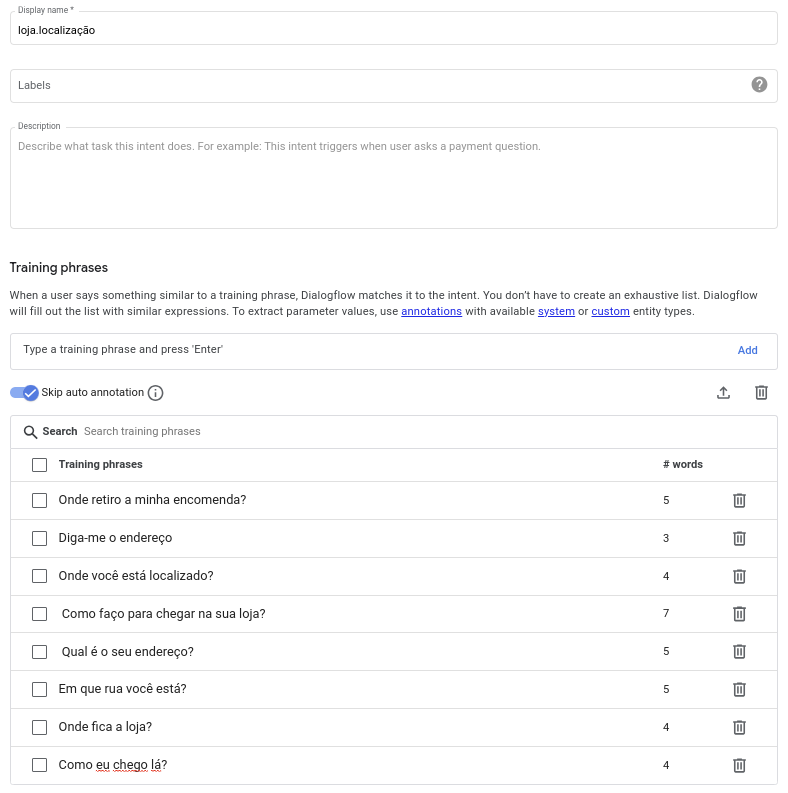 Display name *
loja.localização
Labels
Description
Describe what task this intent does. For example: This intent triggers when user asks a payment question.
Training phrases
When a user says something similar to a training phrase, Dialogflow matches it to the intent. You don't have to create an exhaustive list. Dialogflow
will fill out the list with similar expressions. To extract parameter values, use annotations with available system or custom entity types.
Type a training phrase and press 'Enter' Add
Skip auto annotation
Search Search training phrases
Training phrases # words
Onde retiro a minha encomenda? 5
Diga-me o endereço 3
Onde você está localizado? 4
Como faço para chegar na sua loja? 7
Qual é o seu endereço? 5
Em que rua você está? 5
Onde fica a loja? 4
Como eu chego lá? 4